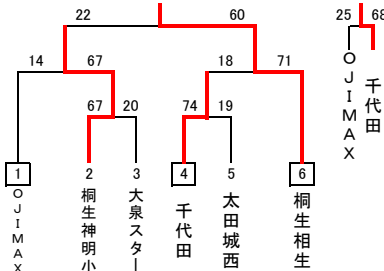 22 60 25 68
14 67 18 71
67 20 74 19
1 2 3 4 5 6
OJIMAX
桐生神明小
大泉スター
千代田
太田城西
桐生相生
OJIMAX
千代田